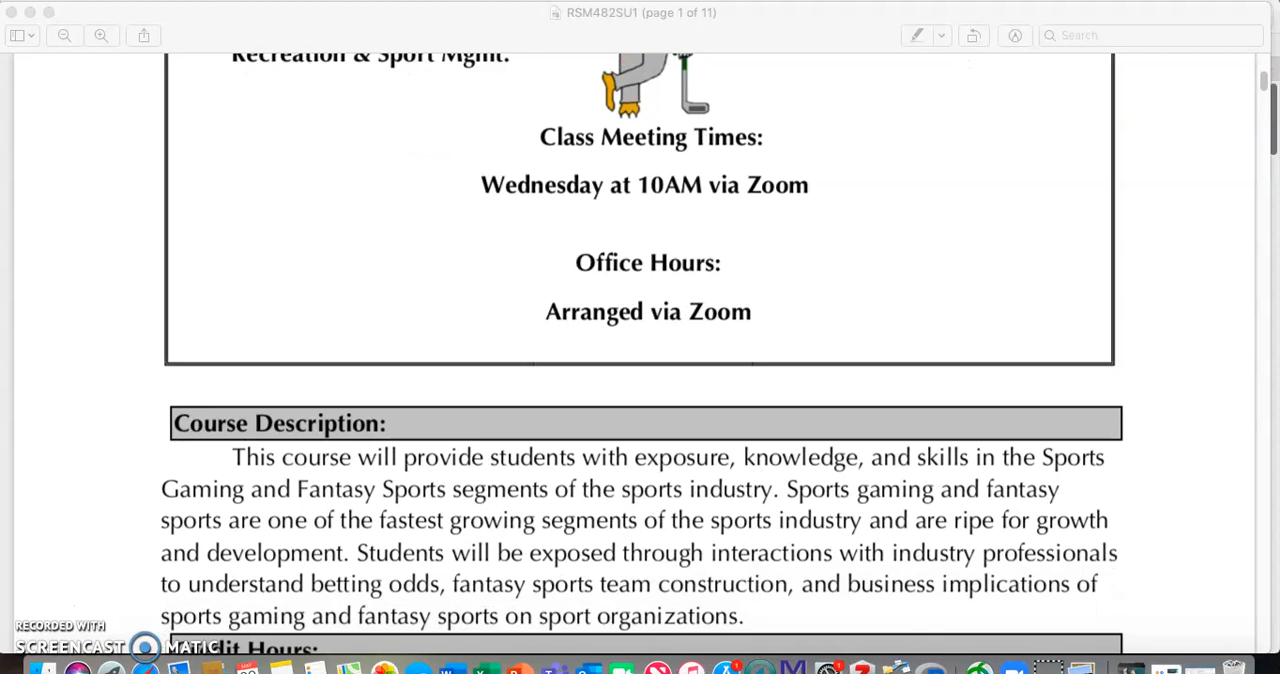 RSM482SU1 (page 1 of 11)
Search
Recreation & Sport Mgmt.
Class Meeting Times:
Wednesday at 10AM via Zoom
Office Hours:
Arranged via Zoom
Course Description:
This course will provide students with exposure, knowledge, and skills in the Sports
Gaming and Fantasy Sports segments of the sports industry. Sports gaming and fantasy
sports are one of the fastest growing segments of the sports industry and are ripe for growth
and development. Students will be exposed through interactions with industry professionals
to understand betting odds, fantasy sports team construction, and business implications of
sports gaming and fantasy sports on sport organizations.
RECORDED WITH
SCREENCAST MATIC
dit Hours: